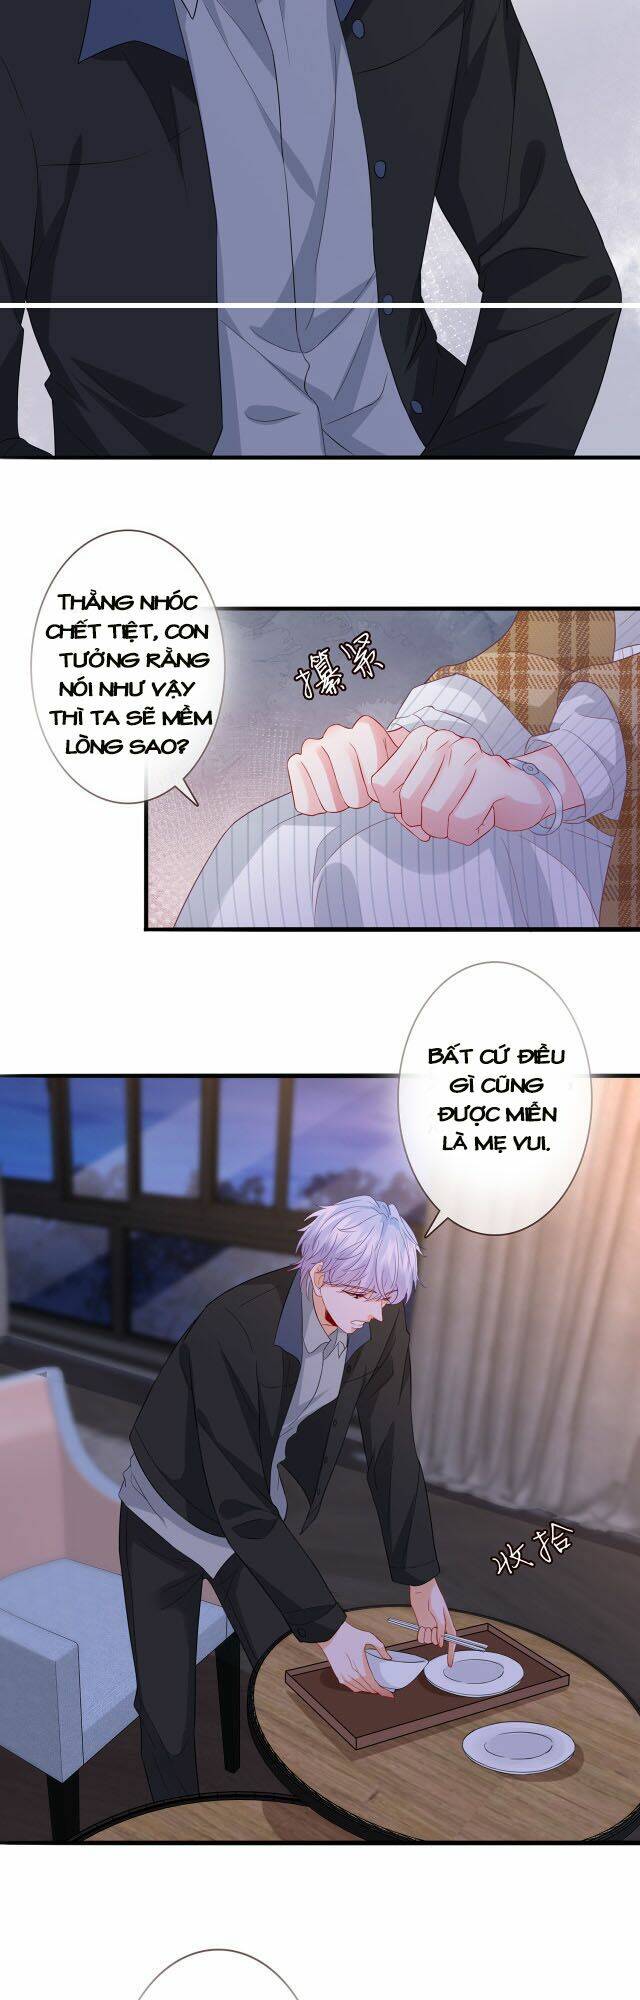 THẰNG NHÓC
CHẾT TIỆT, CON
TƯỞNG RẰNG
NÓI NHƯ VẬY
THÌ TA SẼ MỀM
LÒNG SAO?
攥紧
BẤT CỨ ĐIỀU
GÌ CŨNG
ĐƯỢC MIỄN
LÀ MẸ VUI.
收拾